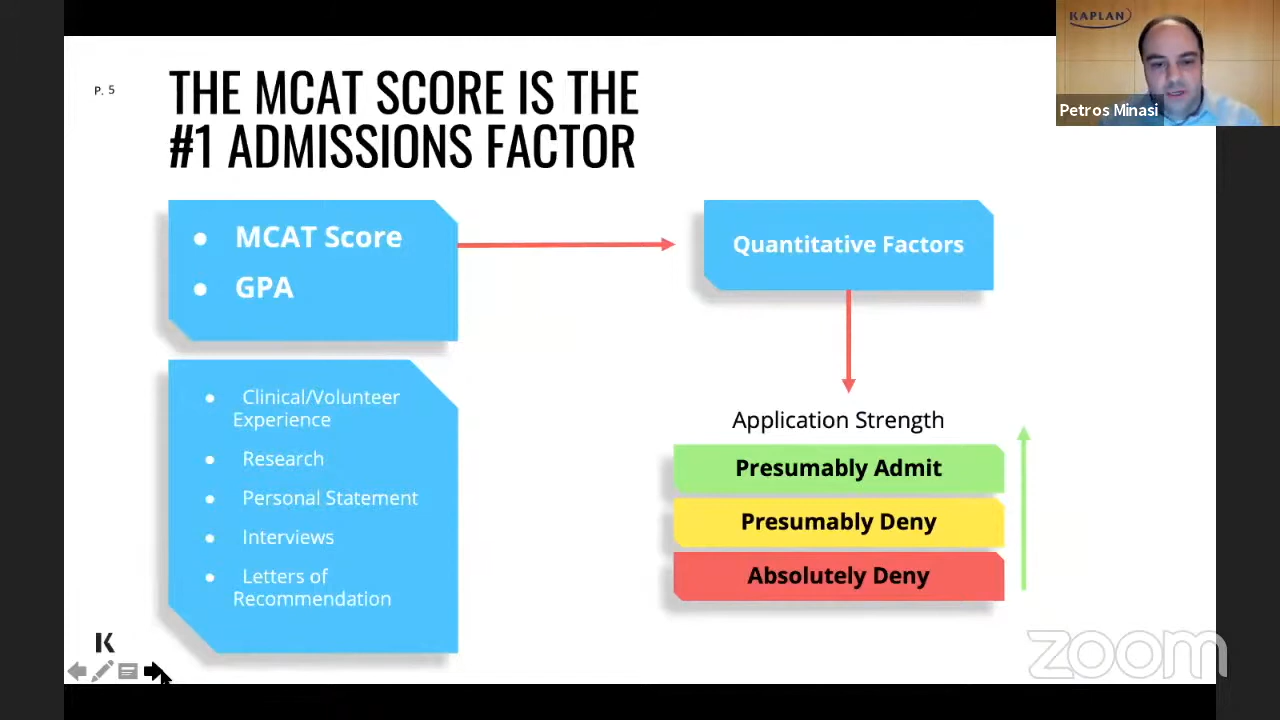 P. 5
THE MCAT SCORE IS THE
#1 ADMISSIONS FACTOR
KAPLAN
Petros Minasi
● MCAT Score
● GPA
Quantitative Factors
● Clinical/Volunteer
Experience
● Research
● Personal Statement
● Interviews
● Letters of
Recommendation
Application Strength
Presumably Admit
Presumably Deny
Absolutely Deny
K
zoom